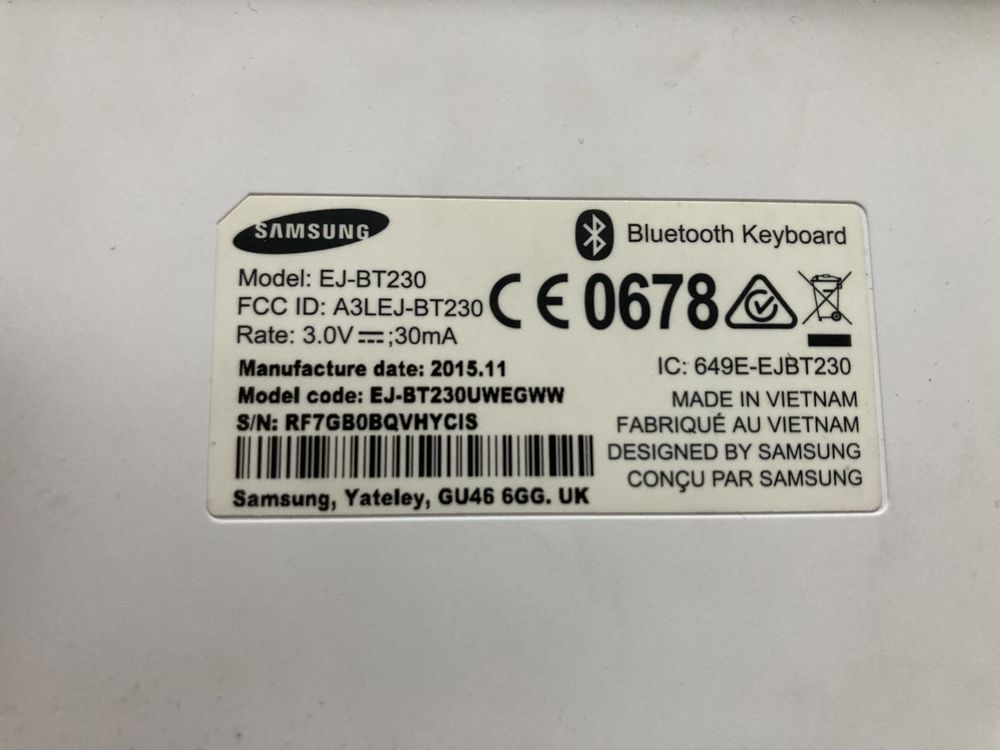 SAMSUNG
Bluetooth Keyboard
Model: EJ-BT230
FCC ID: A3LEJ-BT230
CE 0678
Rate: 3.0V ⎓;30mA
Manufacture date: 2015.11
IC: 649E-EJBT230
Model code: EJ-BT230UWEGWW
MADE IN VIETNAM
S/N: RF7GB0BQVHYCIS
FABRIQUÉ AU VIETNAM
DESIGNED BY SAMSUNG
CONÇU PAR SAMSUNG
Samsung, Yateley, GU46 6GG. UK